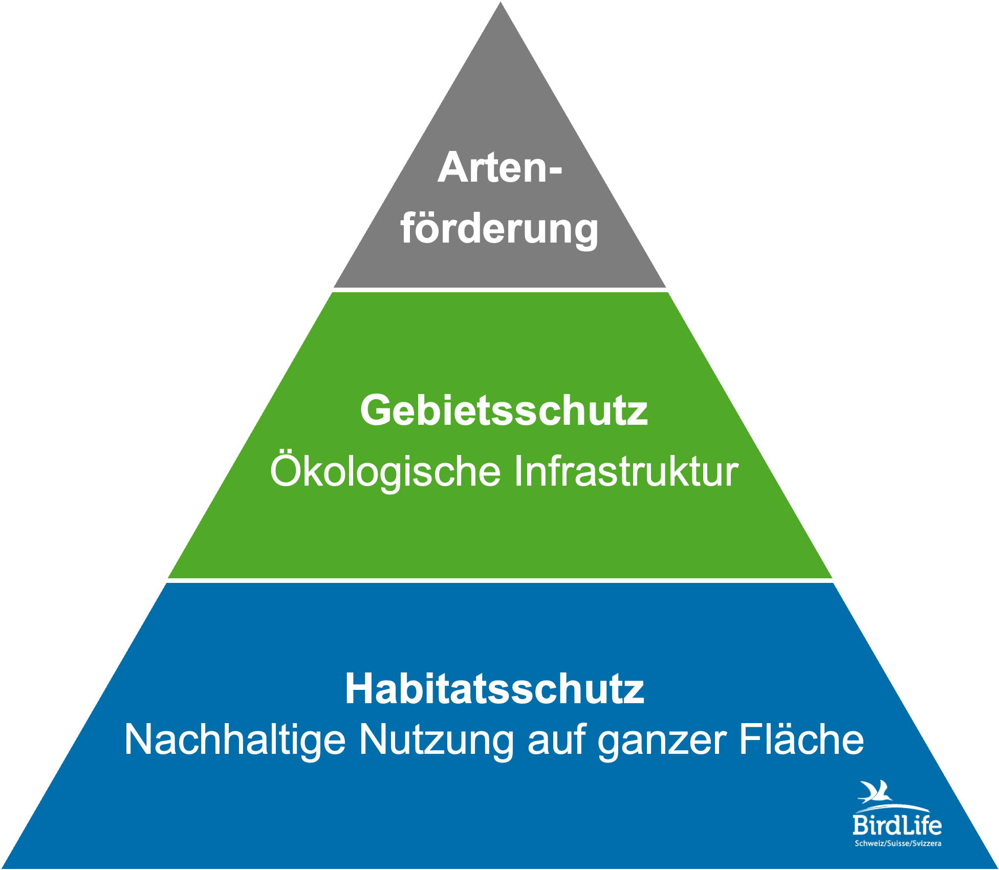 Arten-
förderung
Gebietsschutz
Ökologische Infrastruktur
Habitatsschutz
Nachhaltige Nutzung auf ganzer Fläche
BirdLife
Schweiz/Suisse/Svizzera